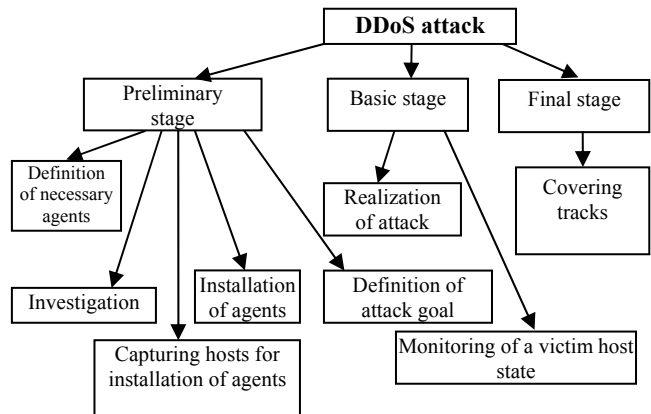 DDoS attack
Preliminary
stage
Basic stage
Final stage
Definition
of necessary
agents
Realization
of attack
Covering
tracks
Investigation
Installation
of agents
Definition of
attack goal
Capturing hosts for
installation of agents
Monitoring of a victim host
state